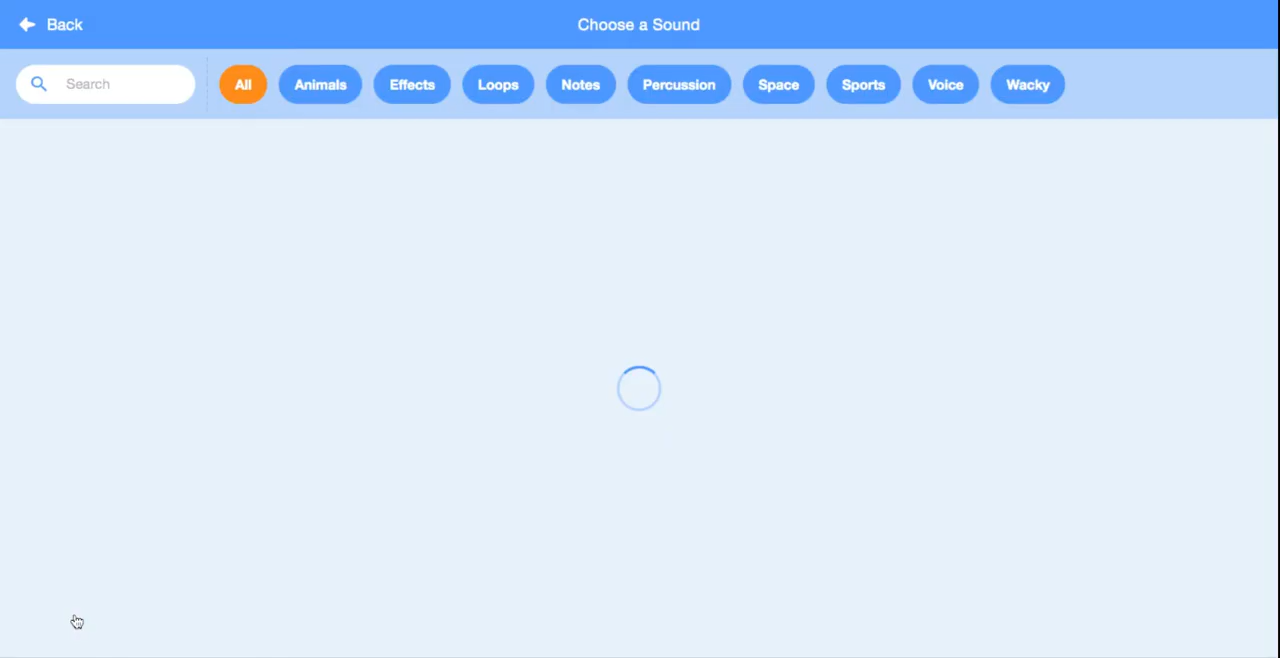 Back
Choose a Sound
Search
All
Animals
Effects
Loops
Notes
Percussion
Space
Sports
Voice
Wacky